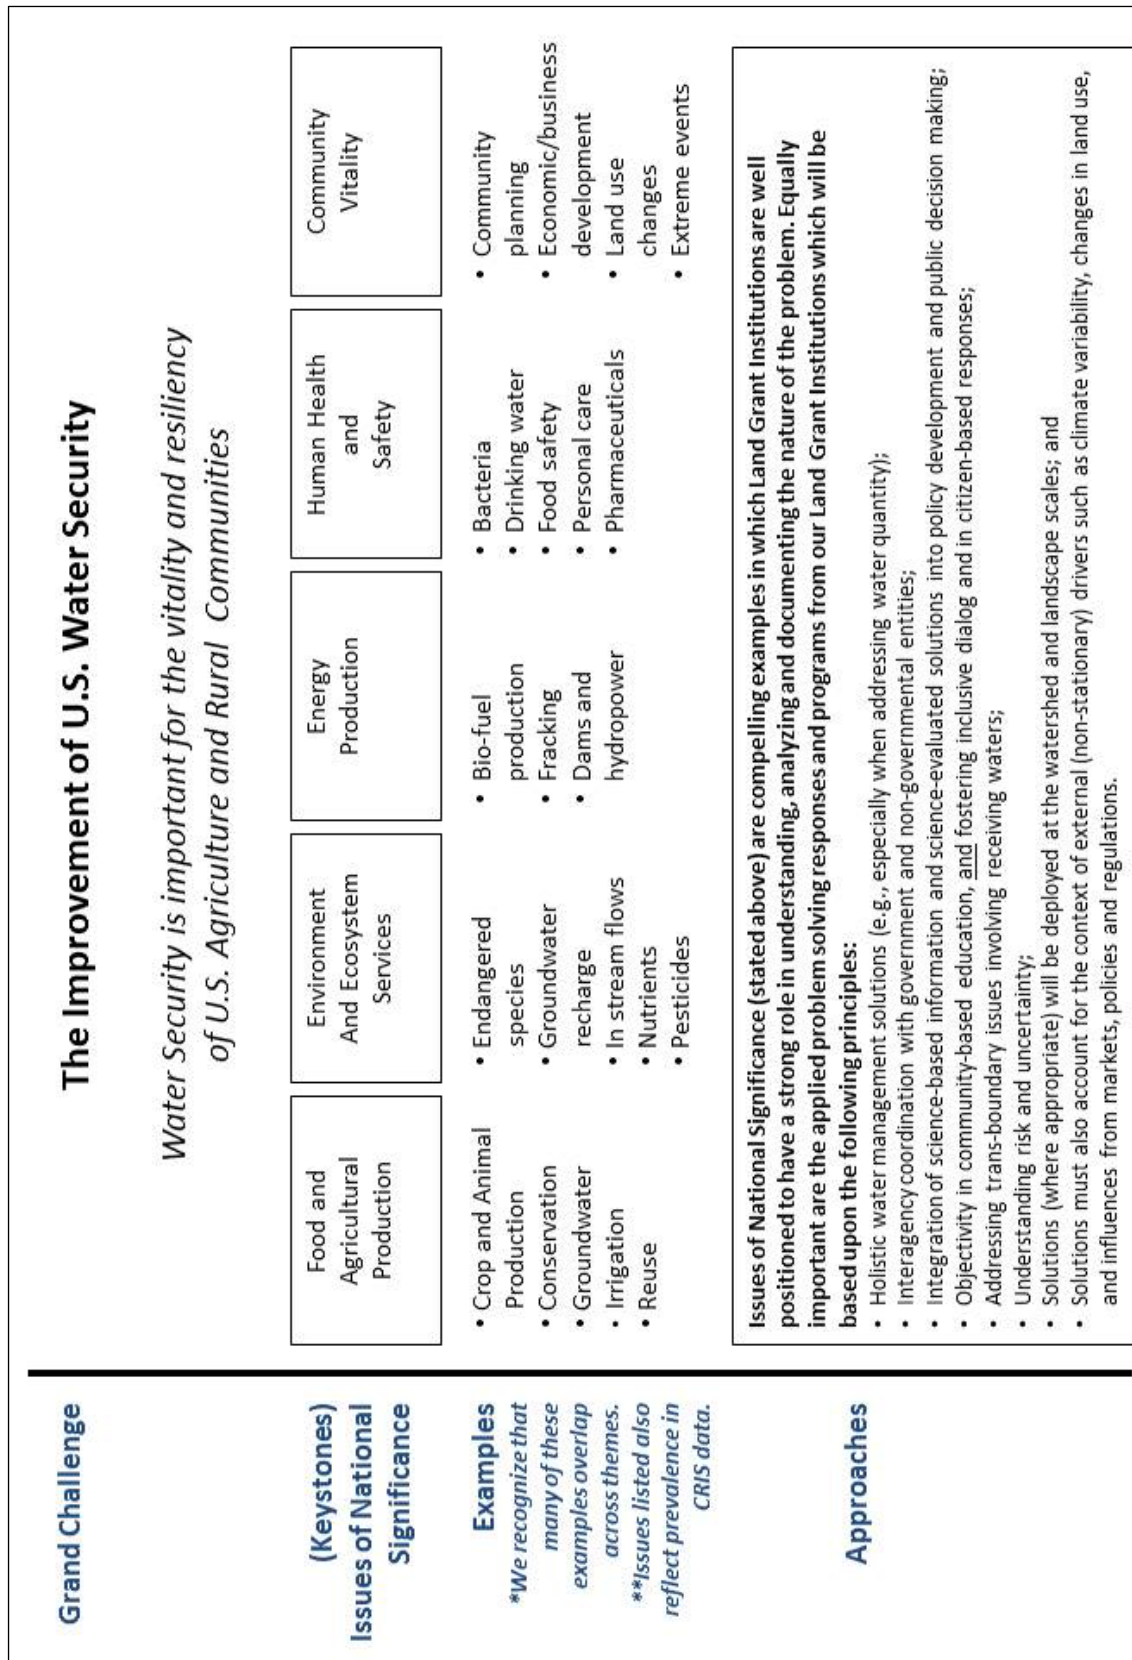 Grand Challenge
The Improvement of U.S. Water Security
Water Security is important for the vitality and resiliency
of U.S. Agriculture and Rural Communities
(Keystones)
Issues of National
Significance
Food and
Agricultural
Production
Environment
And Ecosystem
Services
Energy
Production
Human Health
and
Safety
Community
Vitality
Examples
*We recognize that
many of these
examples overlap
across themes.
**Issues listed also
reflect prevalence in
CRIS data.
• Crop and Animal
Production
• Conservation
• Groundwater
• Irrigation
• Reuse
• Endangered
species
• Groundwater
recharge
• In stream flows
• Nutrients
• Pesticides
• Bio-fuel
production
• Fracking
• Dams and
hydropower
• Bacteria
• Drinking water
• Food safety
• Personal care
• Pharmaceuticals
• Community
planning
• Economic/business
development
• Land use
changes
• Extreme events
Approaches
Issues of National Significance (stated above) are compelling examples in which Land Grant Institutions are well
positioned to have a strong role in understanding, analyzing and documenting the nature of the problem. Equally
important are the applied problem solving responses and programs from our Land Grant Institutions which will be
based upon the following principles:
• Holistic water management solutions (e.g., especially when addressing water quantity);
• Interagency coordination with government and non-governmental entities;
• Integration of science-based information and science-evaluated solutions into policy development and public decision making;
• Objectivity in community-based education, and fostering inclusive dialog and in citizen-based responses;
• Addressing trans-boundary issues involving receiving waters;
• Understanding risk and uncertainty;
• Solutions (where appropriate) will be deployed at the watershed and landscape scales; and
• Solutions must also account for the context of external (non-stationary) drivers such as climate variability, changes in land use,
and influences from markets, policies and regulations.